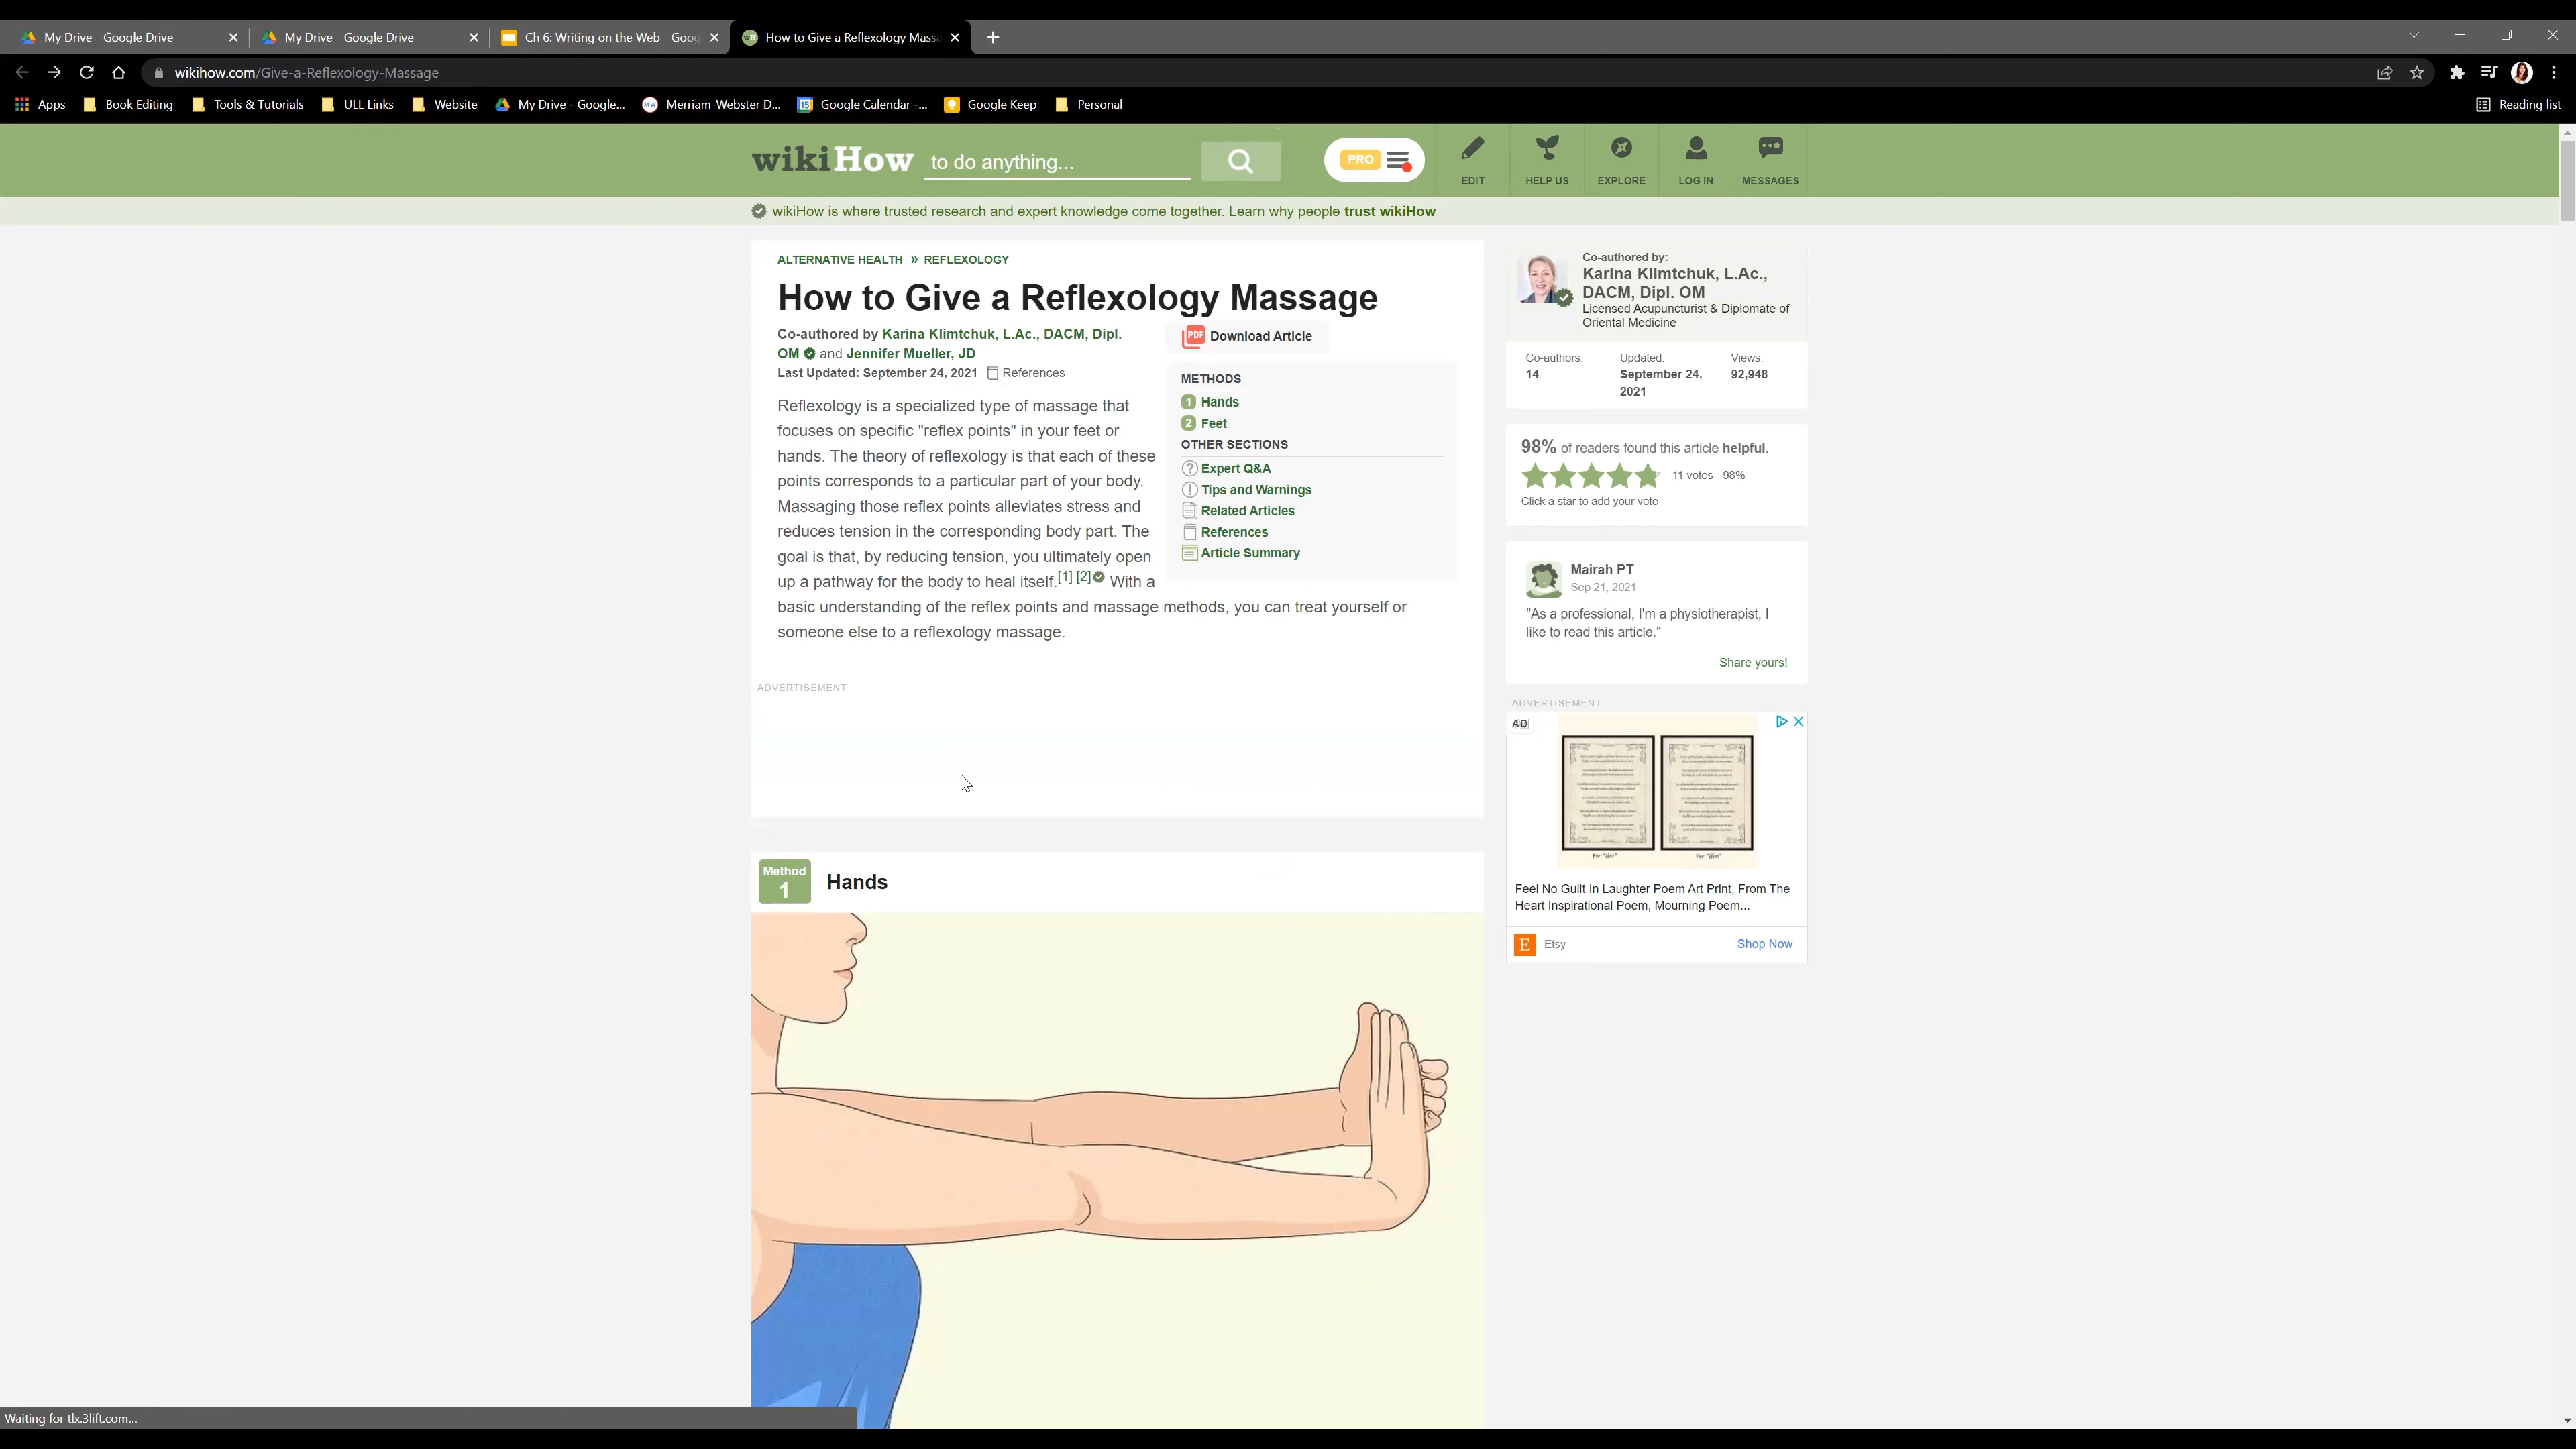 My Drive - Google Drive
My Drive - Google Drive
Ch 6: Writing on the Web - Goog
How to Give a Reflexology Massa
wikihow.com/Give-a-Reflexology-Massage
Apps
Book Editing
Tools & Tutorials
ULL Links
Website
My Drive - Google...
Merriam-Webster D...
Google Calendar -...
Google Keep
Personal
Reading list
wikiHow to do anything...
PRO
EDIT
HELP US
EXPLORE
LOG IN
MESSAGES
wikiHow is where trusted research and expert knowledge come together. Learn why people trust wikiHow
ALTERNATIVE HEALTH » REFLEXOLOGY
How to Give a Reflexology Massage
Co-authored by Karina Klimtchuk, L.Ac., DACM, Dipl.
OM and Jennifer Mueller, JD
Last Updated: September 24, 2021 References
Reflexology is a specialized type of massage that
focuses on specific "reflex points" in your feet or
hands. The theory of reflexology is that each of these
points corresponds to a particular part of your body.
Massaging those reflex points alleviates stress and
reduces tension in the corresponding body part. The
goal is that, by reducing tension, you ultimately open
up a pathway for the body to heal itself.[1] [2] With a
basic understanding of the reflex points and massage methods, you can treat yourself or
someone else to a reflexology massage.
PDF Download Article
METHODS
1 Hands
2 Feet
OTHER SECTIONS
Expert Q&A
Tips and Warnings
Related Articles
References
Article Summary
ADVERTISEMENT
Method
1
Hands
Co-authored by:
Karina Klimtchuk, L.Ac.,
DACM, Dipl. OM
Licensed Acupuncturist & Diplomate of
Oriental Medicine
Co-authors:
14
Updated:
September 24,
2021
Views:
92,948
98% of readers found this article helpful.
11 votes - 98%
Click a star to add your vote
Mairah PT
Sep 21, 2021
"As a professional, I'm a physiotherapist, I
like to read this article."
Share yours!
ADVERTISEMENT
AD
For "Her"
For "Him"
Feel No Guilt In Laughter Poem Art Print, From The
Heart Inspirational Poem, Mourning Poem...
E Etsy
Shop Now
Waiting for tlx.3lift.com...